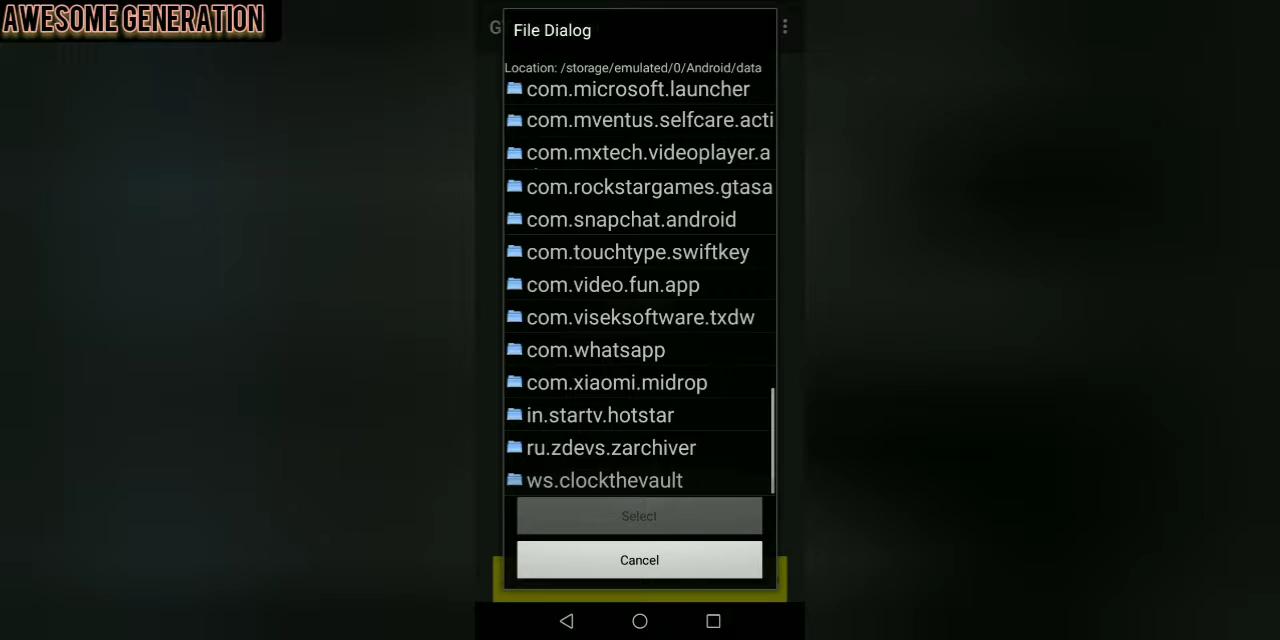 AWESOME GENERATION
G
File Dialog
Location: /storage/emulated/0/Android/data
com.microsoft.launcher
com.mventus.selfcare.acti
com.mxtech.videoplayer.a
com.rockstargames.gtasa
com.snapchat.android
com.touchtype.swiftkey
com.video.fun.app
com.viseksoftware.txdw
com.whatsapp
com.xiaomi.midrop
in.startv.hotstar
ru.zdevs.zarchiver
ws.clockthevault
Select
Cancel